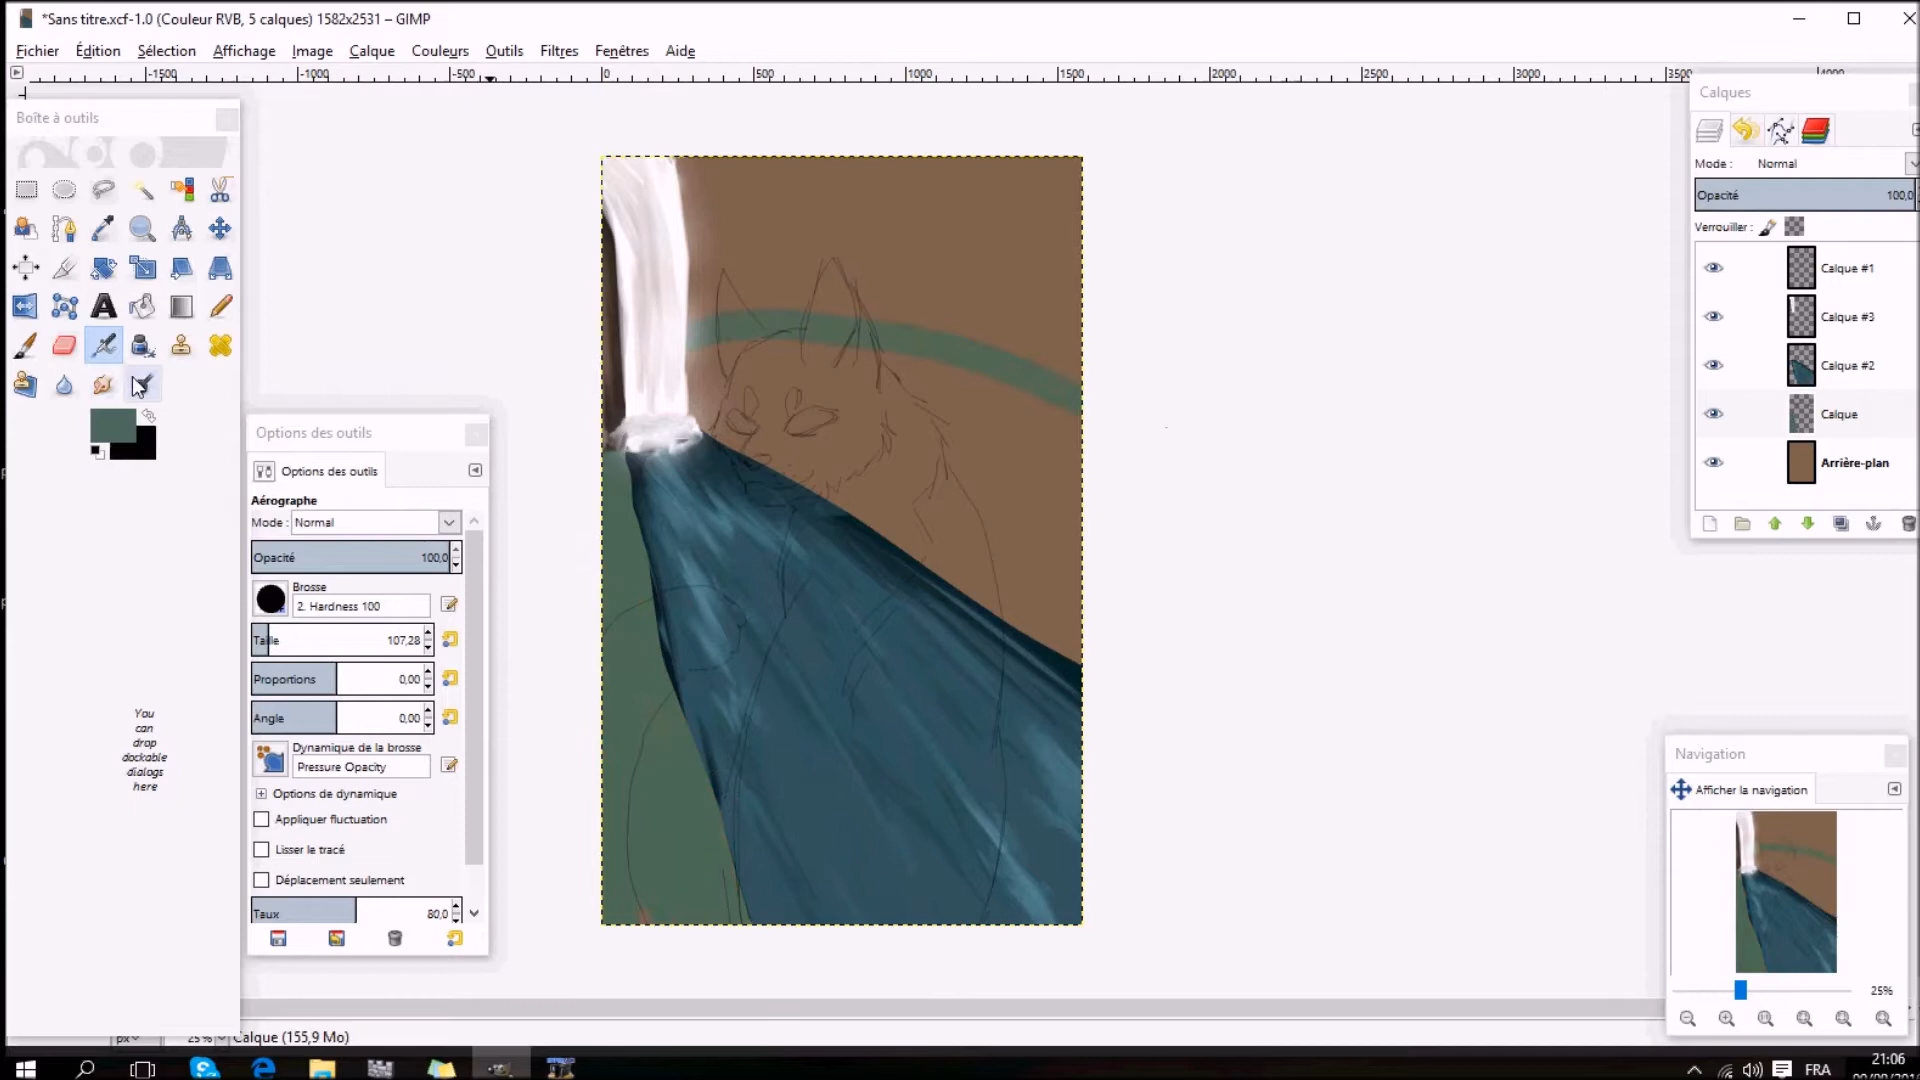 *Sans titre.xcf-1.0 (Couleur RVB, 5 calques) 1582x2531 – GIMP
Fichier Édition Sélection Affichage Image Calque Couleurs Outils Filtres Fenêtres Aide
-1500 -1000 -500 0 500 1000 1500 2000 2500 3000 3500 4000
Boîte à outils
You
can
drop
dockable
dialogs
here
Options des outils
Options des outils
Aérographe
Mode : Normal
Opacité 100,0
Brosse
2. Hardness 100
Taille 107,28
Proportions 0,00
Angle 0,00
Dynamique de la brosse
Pressure Opacity
Options de dynamique
Appliquer fluctuation
Lisser le tracé
Déplacement seulement
Taux 80,0
Calques
Mode : Normal
Opacité 100,0
Verrouiller :
Calque #1
Calque #3
Calque #2
Calque
Arrière-plan
Navigation
Afficher la navigation
25%
px 25 % Calque (155,9 Mo)
FRA
21:06